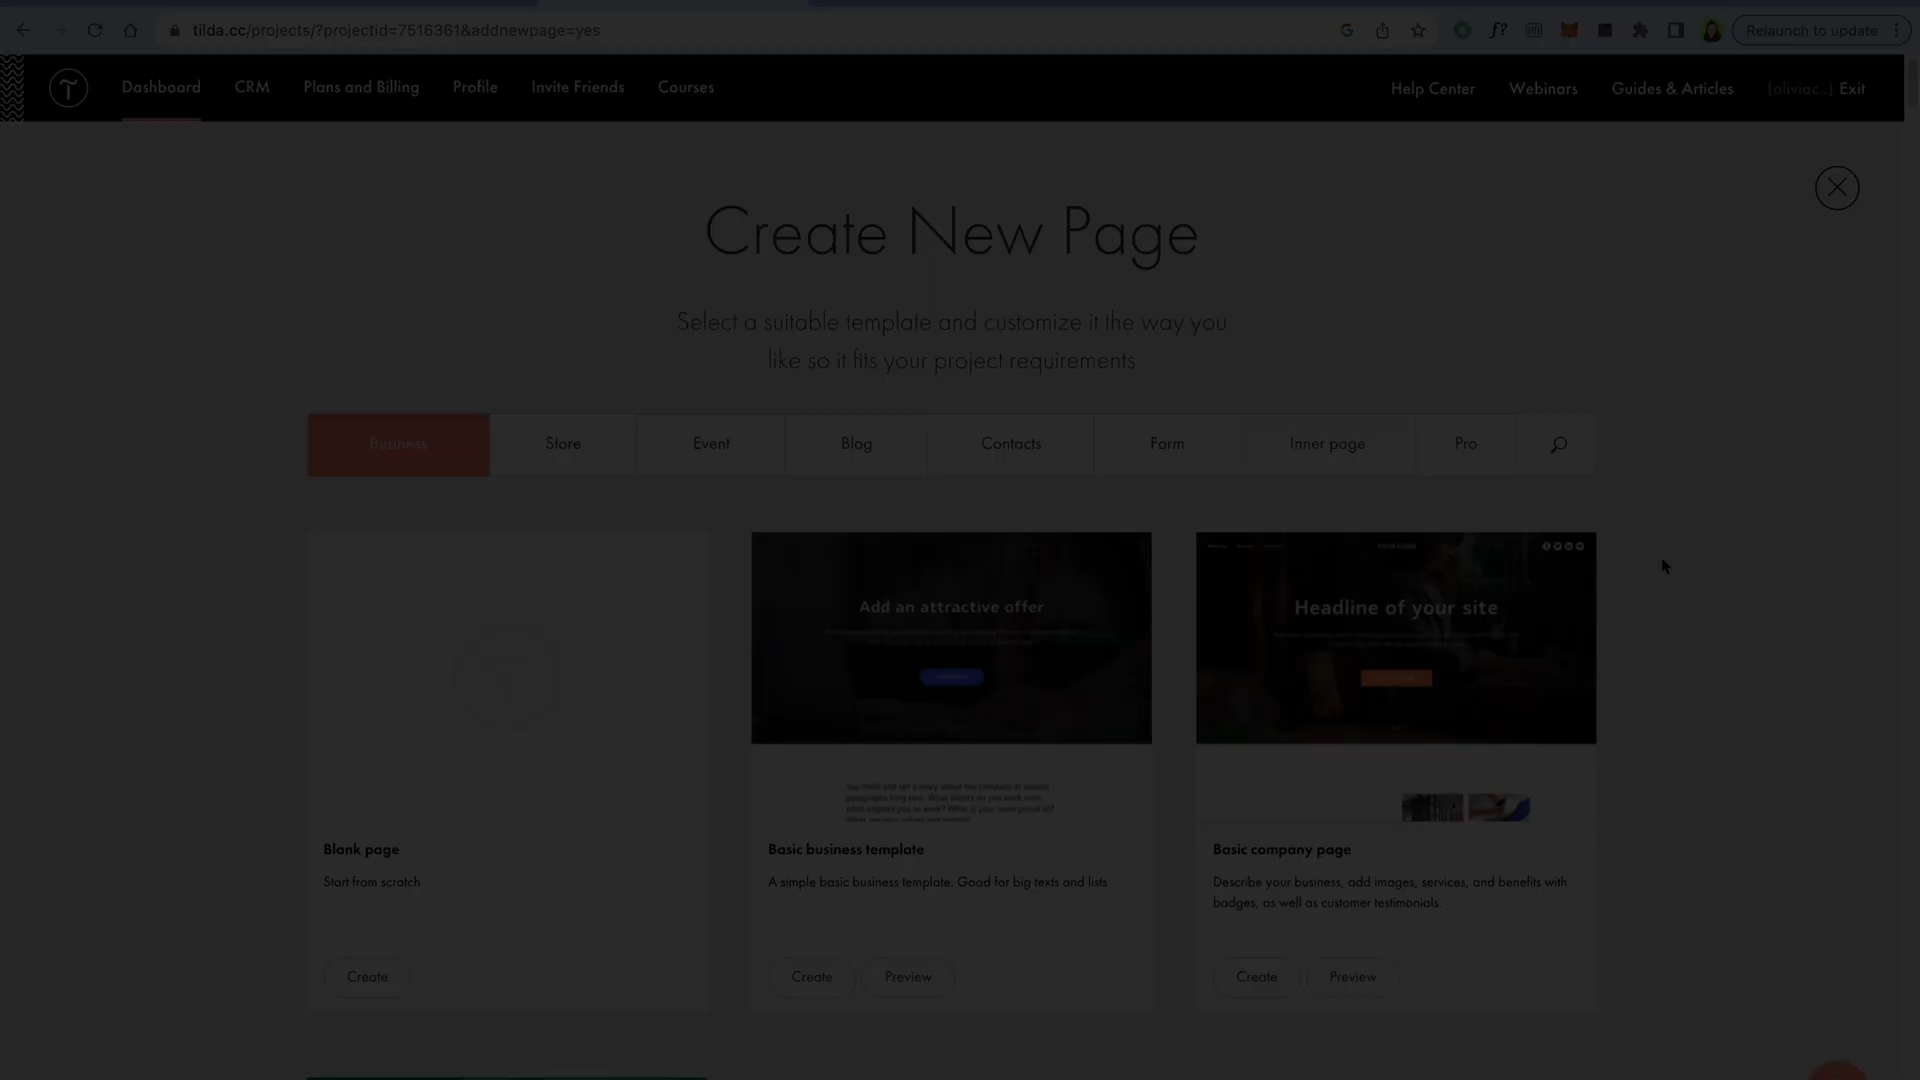 tilda.cc/projects/?projectid=7516361&addnewpage=yes
Relaunch to update
Dashboard
CRM
Plans and Billing
Profile
Invite Friends
Courses
Help Center
Webinars
Guides & Articles
(oliviac..) Exit
Create New Page
Select a suitable template and customize it the way you
like so it fits your project requirements
Business
Store
Event
Blog
Contacts
Form
Inner page
Pro
Add an attractive offer
Headline of your site
Blank page
Start from scratch
Create
Basic business template
A simple basic business template. Good for big texts and lists
Create
Preview
Basic company page
Describe your business, add images, services, and benefits with
badges, as well as customer testimonials.
Create
Preview